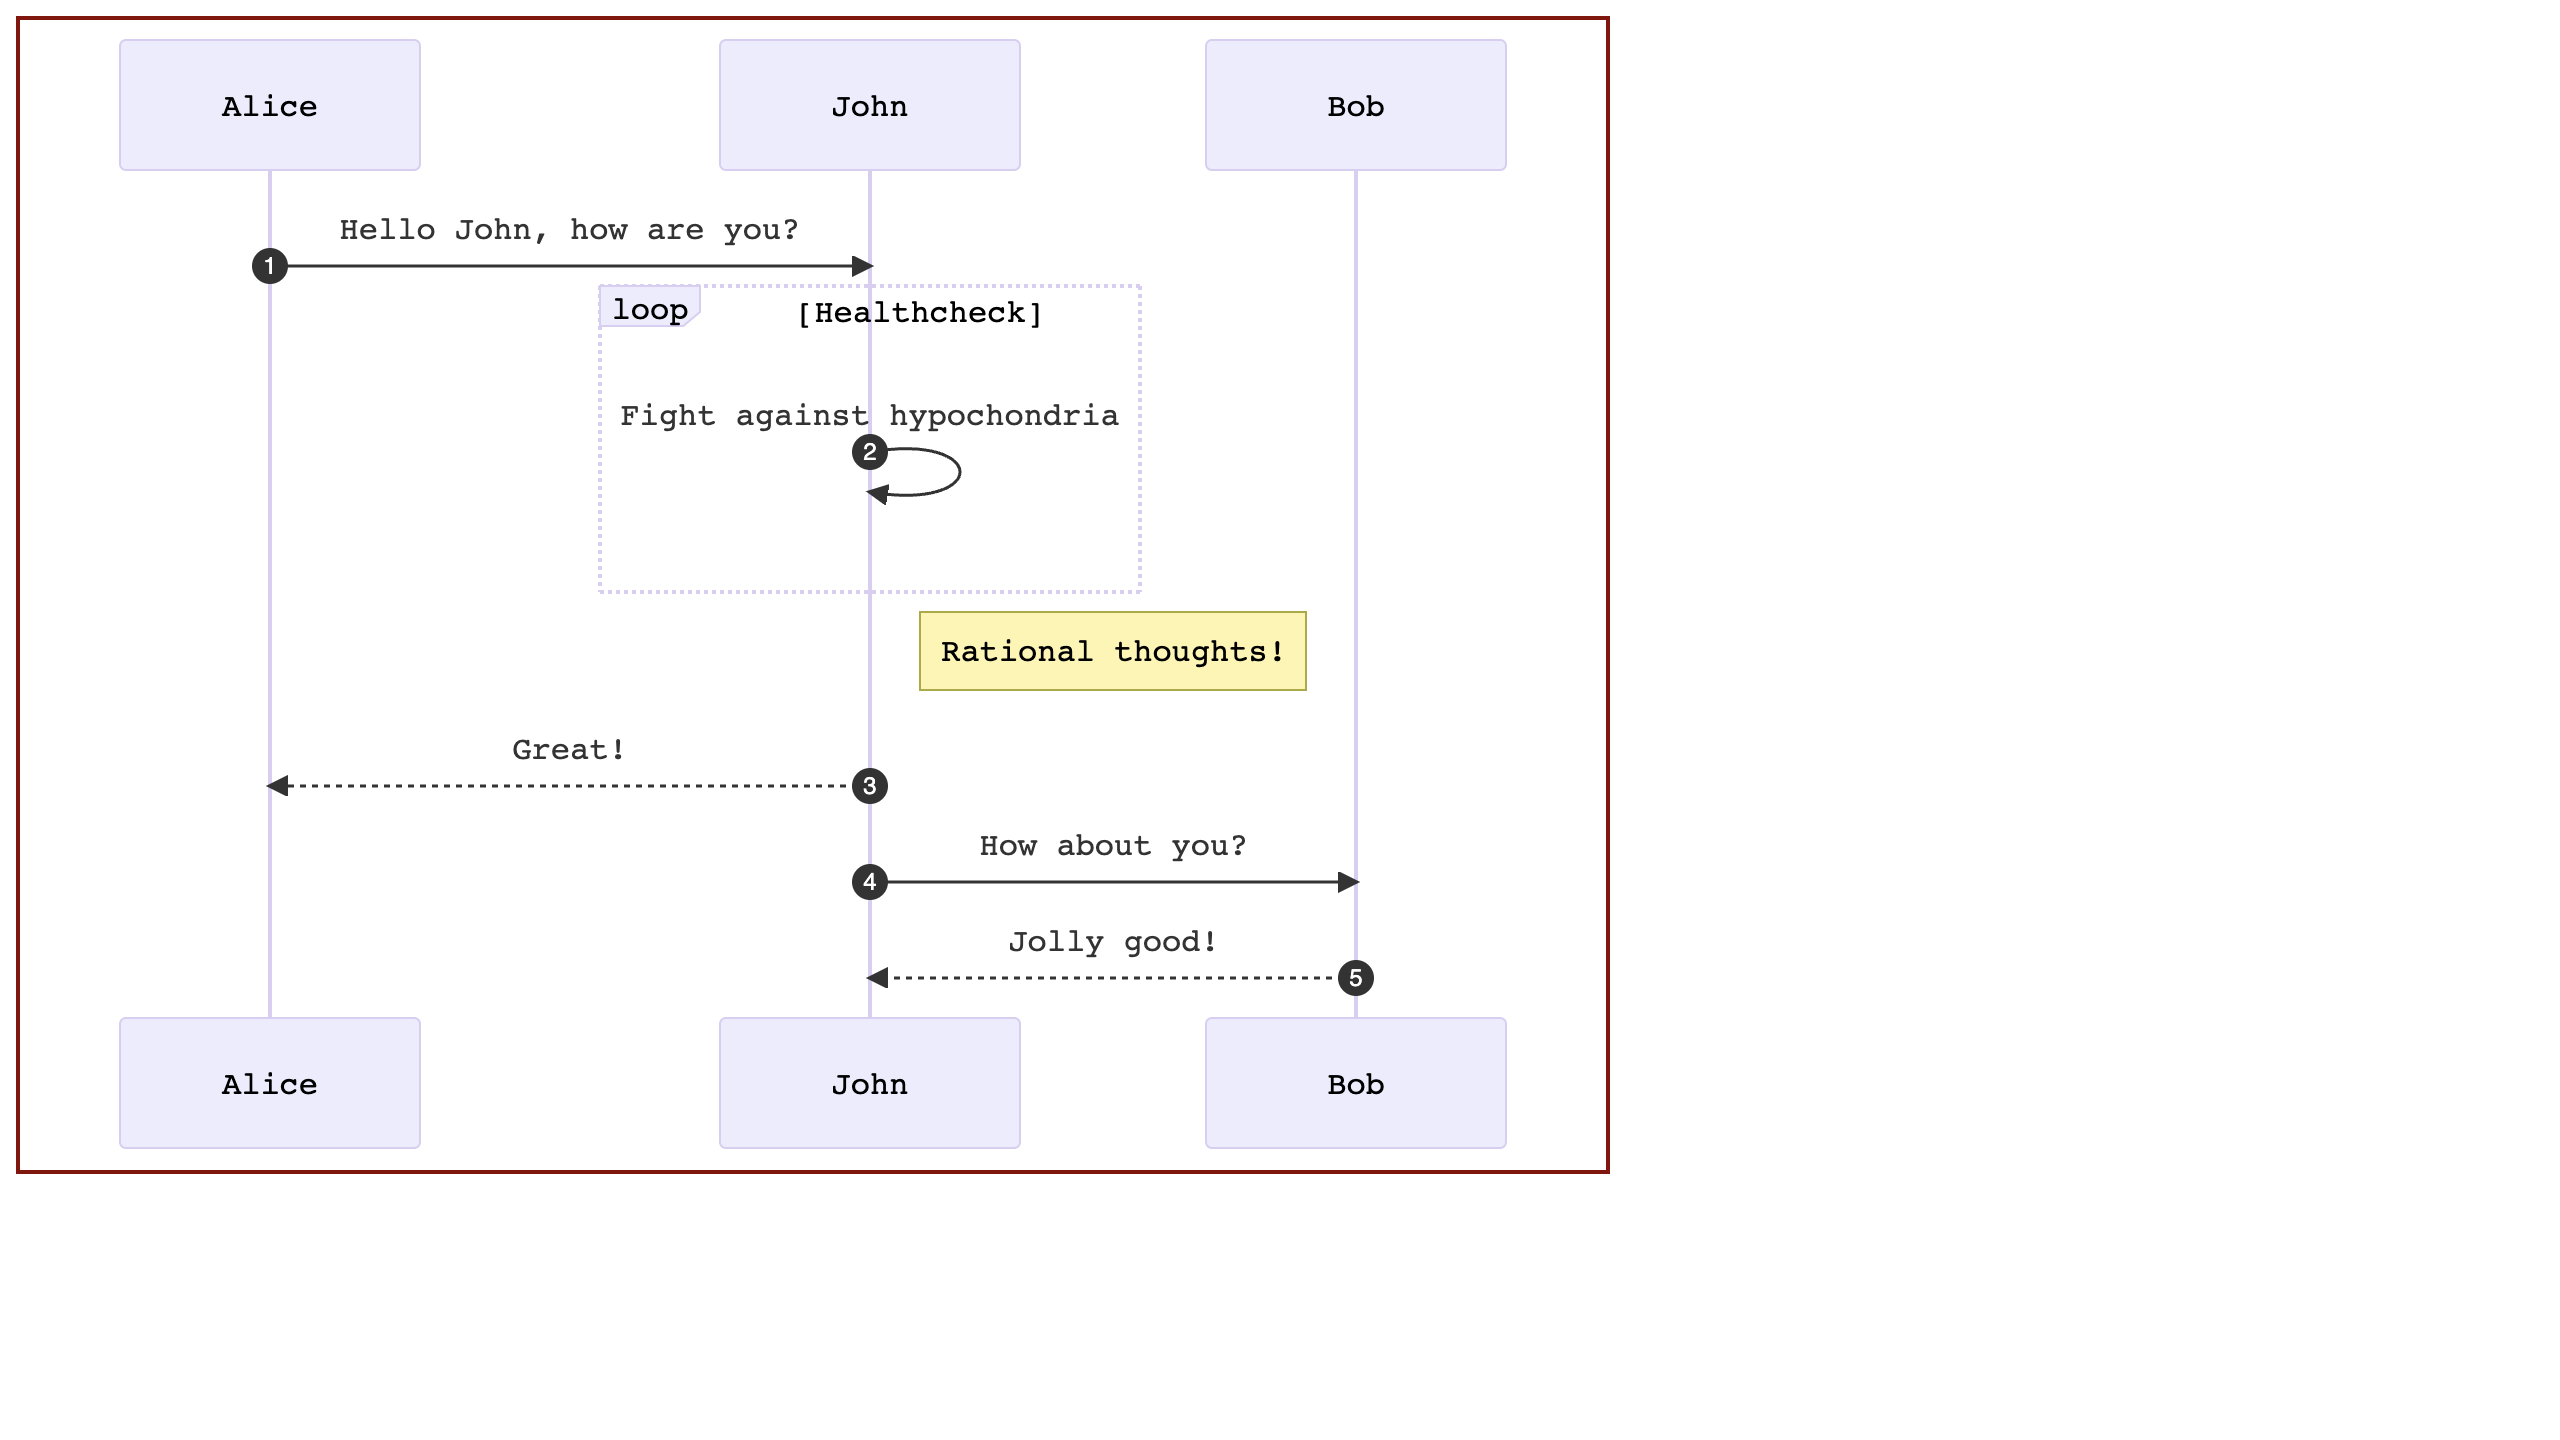 Alice
John
Bob
Hello John, how are you?
1
loop
[Healthcheck]
Fight against hypochondria
2
Rational thoughts!
Great!
3
How about you?
4
Jolly good!
5
Alice
John
Bob